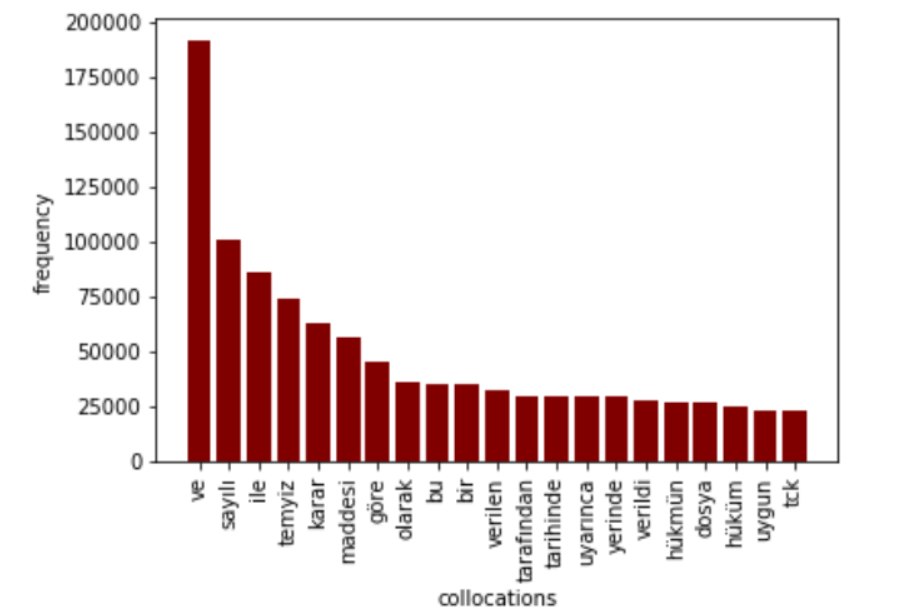 200000
175000
150000
125000
100000
75000
50000
25000
0
frequency
ve
sayılı
ile
temyiz
karar
maddesi
göre
olarak
bu
bir
verilen
tarafından
tarihinde
uyarınca
yerinde
verildi
hükmün
dosya
hüküm
uygun
tck
collocations